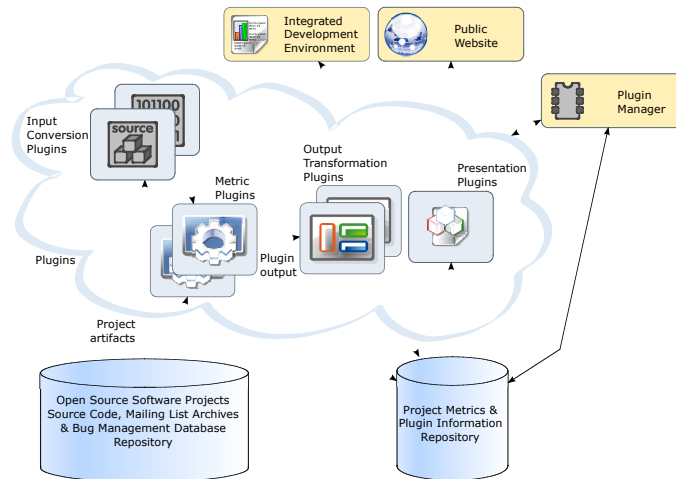 Integrated
Development
Environment
Public
Website
Plugin
Manager
Input
Conversion
Plugins
101100
source
Metric
Plugins
Output
Transformation
Plugins
Presentation
Plugins
Plugins
Plugin
output
Project
artifacts
Open Source Software Projects
Source Code, Mailing List Archives
& Bug Management Database
Repository
Project Metrics &
Plugin Information
Repository